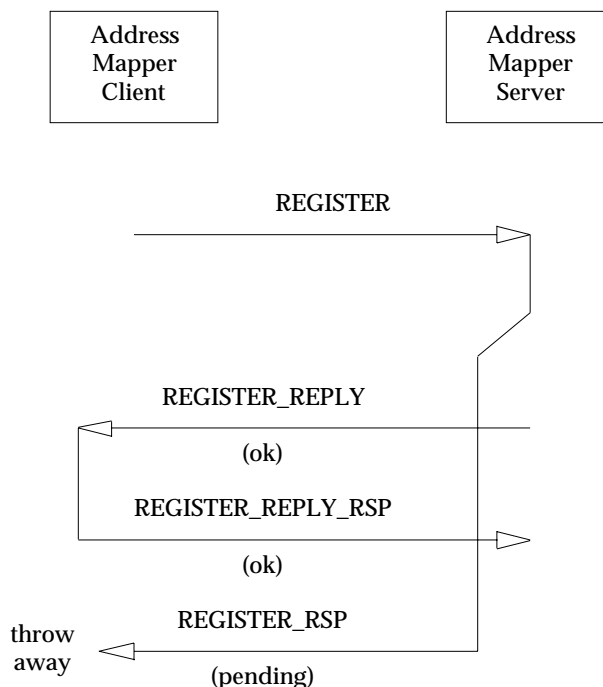 Address
Mapper
Client
Address
Mapper
Server
REGISTER
REGISTER_REPLY
(ok)
REGISTER_REPLY_RSP
(ok)
REGISTER_RSP
throw
away
(pending)